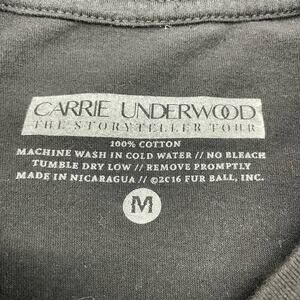 CARRIE UNDERWOOD
THE STORYTELLER TOUR
100% COTTON
MACHINE WASH IN COLD WATER // NO BLEACH
TUMBLE DRY LOW // REMOVE PROMPTLY
MADE IN NICARAGUA // ©2016 FUR BALL, INC.
M